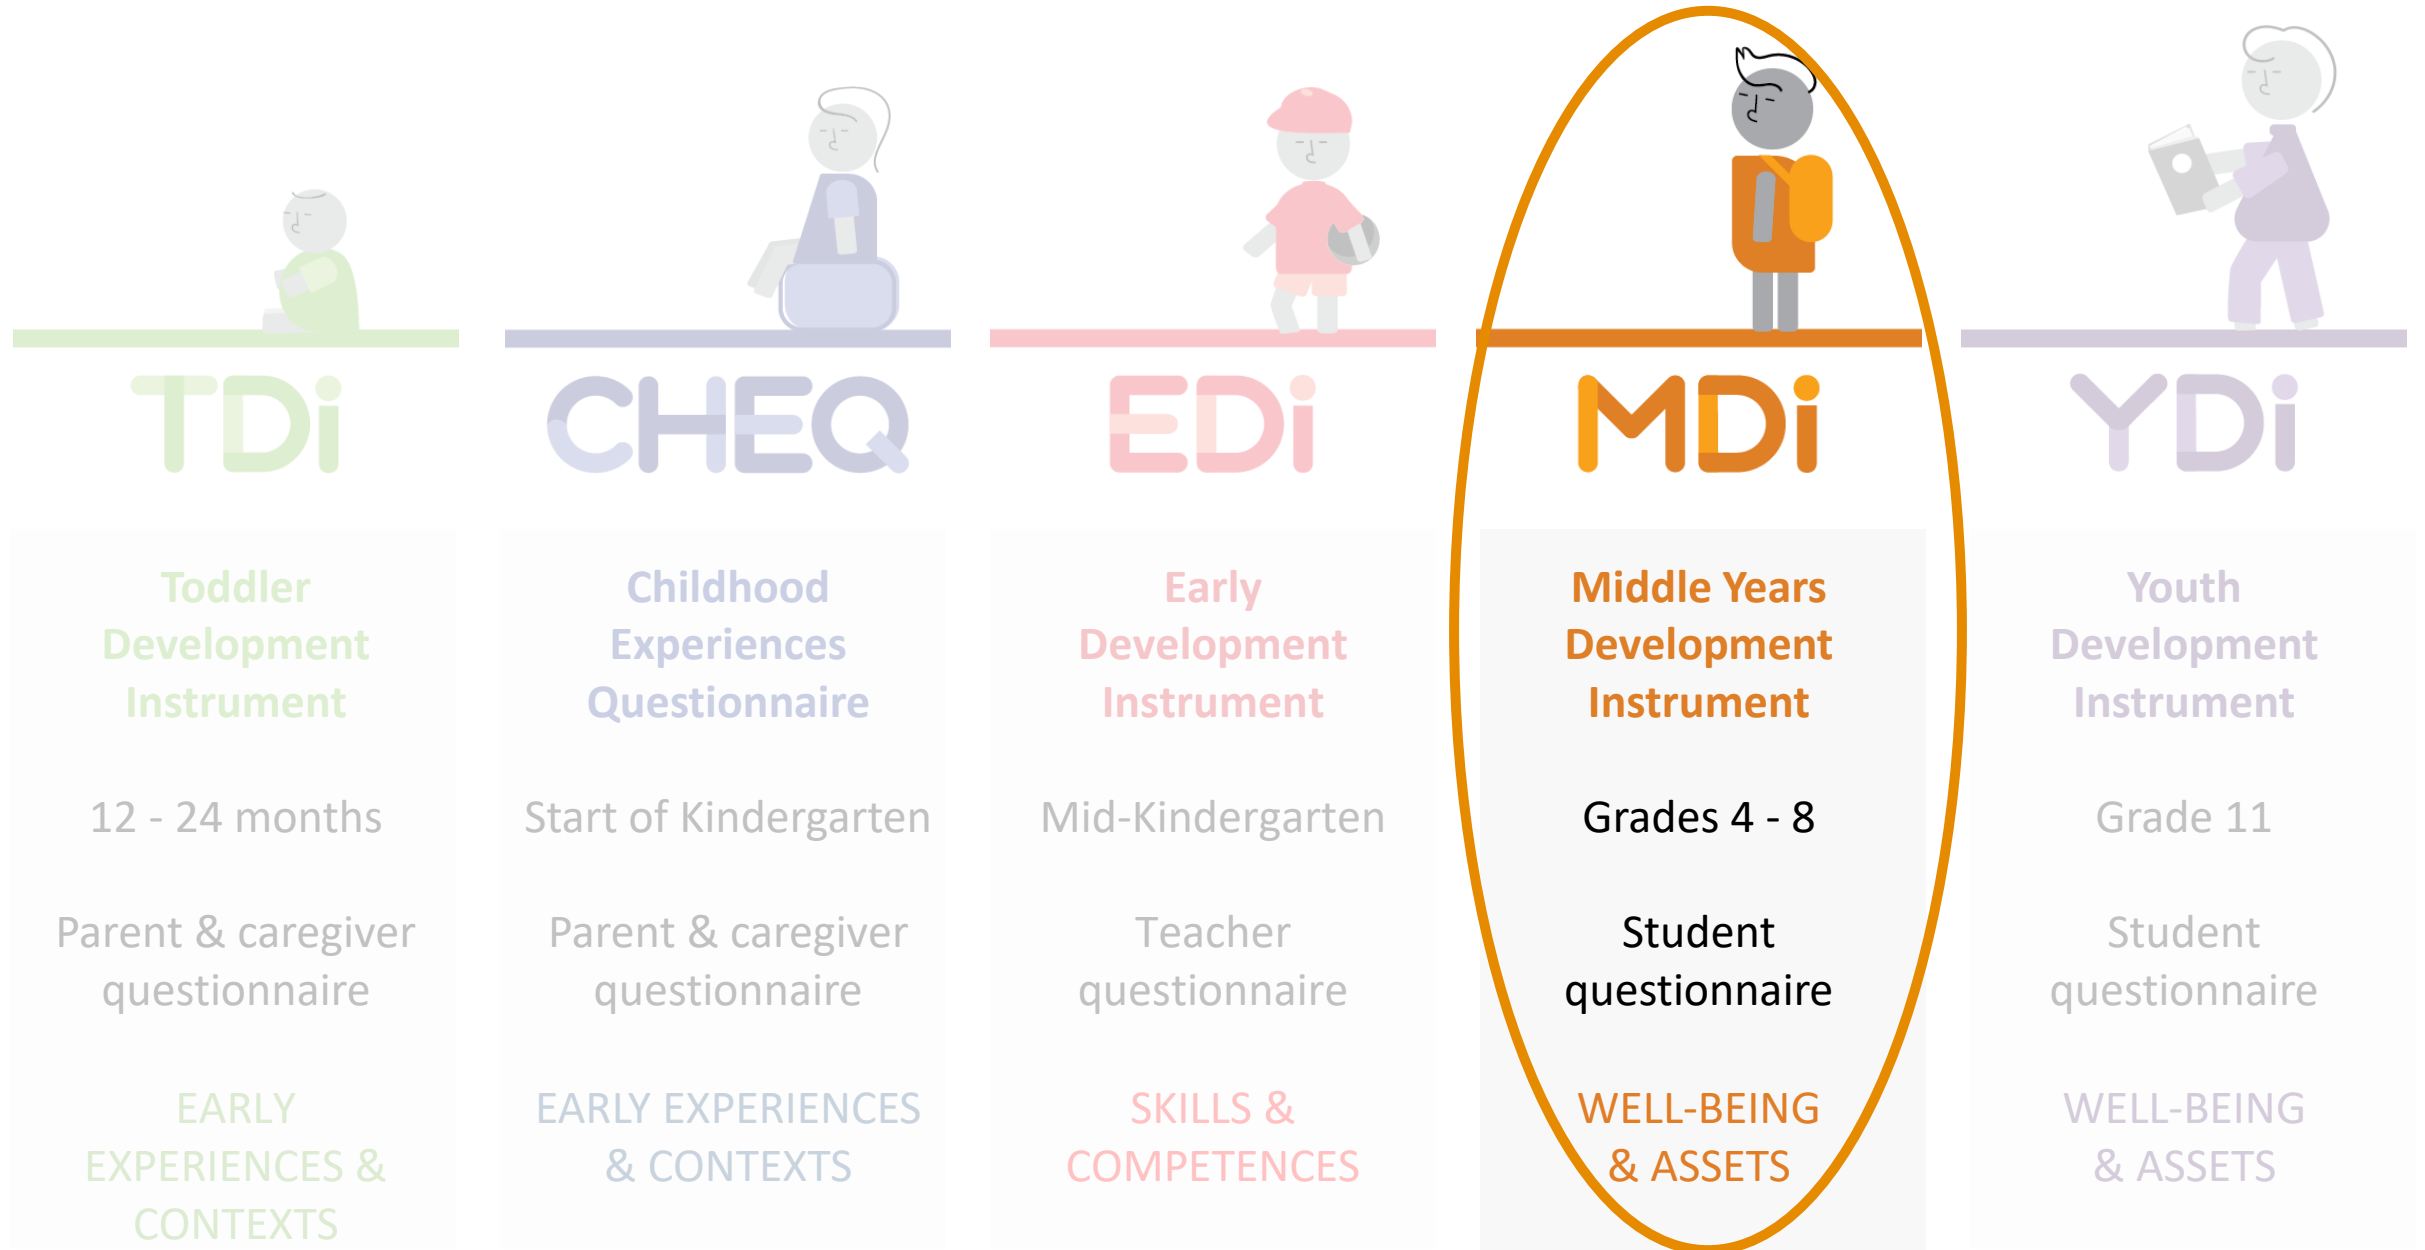 TDi
Toddler
Development
Instrument
12 - 24 months
Parent & caregiver
questionnaire
EARLY
EXPERIENCES &
CONTEXTS
CHEQ
Childhood
Experiences
Questionnaire
Start of Kindergarten
Parent & caregiver
questionnaire
EARLY EXPERIENCES
& CONTEXTS
EDi
Early
Development
Instrument
Mid-Kindergarten
Teacher
questionnaire
SKILLS &
COMPETENCES
MDi
Middle Years
Development
Instrument
Grades 4 - 8
Student
questionnaire
WELL-BEING
& ASSETS
YDi
Youth
Development
Instrument
Grade 11
Student
questionnaire
WELL-BEING
& ASSETS